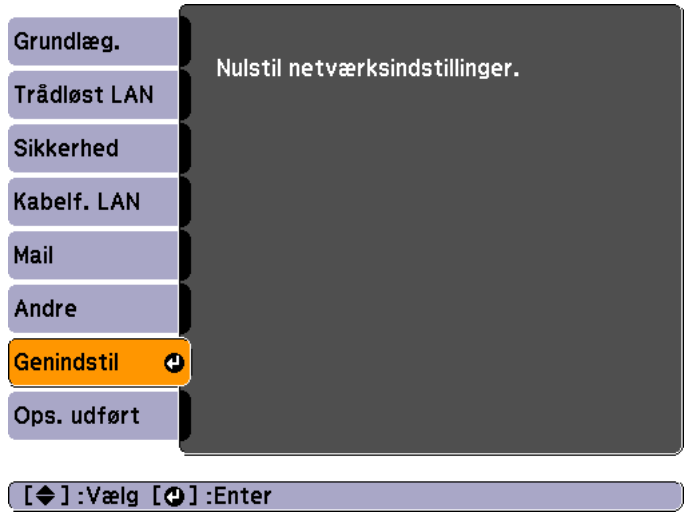 Grundlæg.
Trådløst LAN
Sikkerhed
Kabelf. LAN
Mail
Andre
Genindstil
Ops. udført
Nulstil netværksindstillinger.
[◆]:Vælg [⏎]:Enter